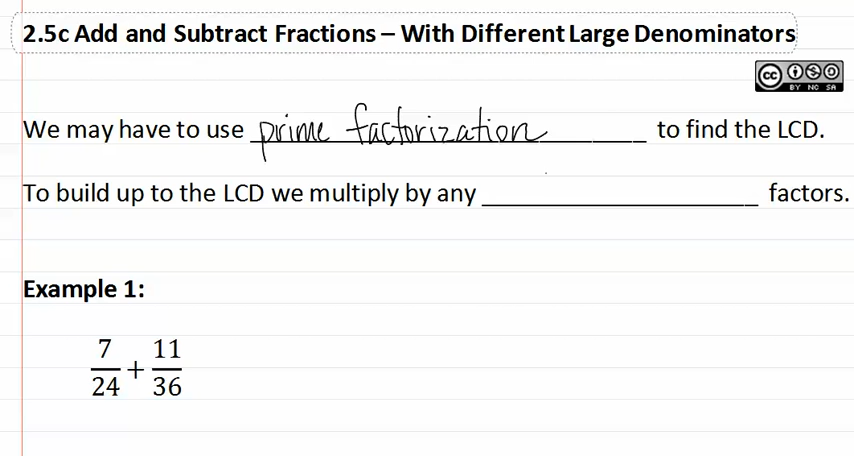 2.5c Add and Subtract Fractions – With Different Large Denominators
cc BY NC SA
We may have to use prime factorization to find the LCD.
To build up to the LCD we multiply by any ____________________ factors.
Example 1:
7/24 + 11/36